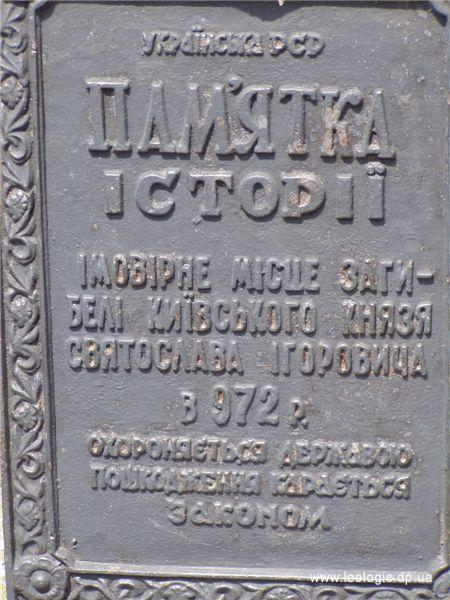 УКРАЇНСЬКА РСР
ПАМ'ЯТКА
ІСТОРІЇ
ІМОВІРНЕ МІСЦЕ ЗАГИ-
БЕЛІ КИЇВСЬКОГО КНЯЗЯ
СВЯТОСЛАВА ІГОРОВИЧА
В 972 р.
ОХОРОНЯЄТЬСЯ ДЕРЖАВОЮ
ПОШКОДЖЕННЯ КАРАЄТЬСЯ
ЗАКОНОМ
www.leologic.dp.ua